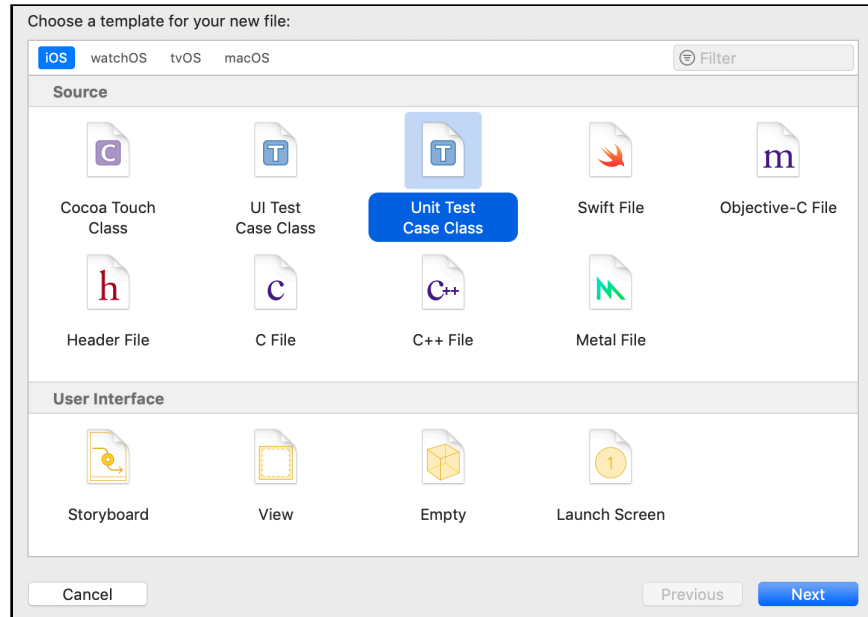 Choose a template for your new file:
iOS watchOS tvOS macOS Filter
Source
C T T m
Cocoa Touch UI Test Unit Test Swift File Objective-C File
Class Case Class Case Class
h c C++
Header File C File C++ File Metal File
User Interface
1
Storyboard View Empty Launch Screen
Cancel Previous Next